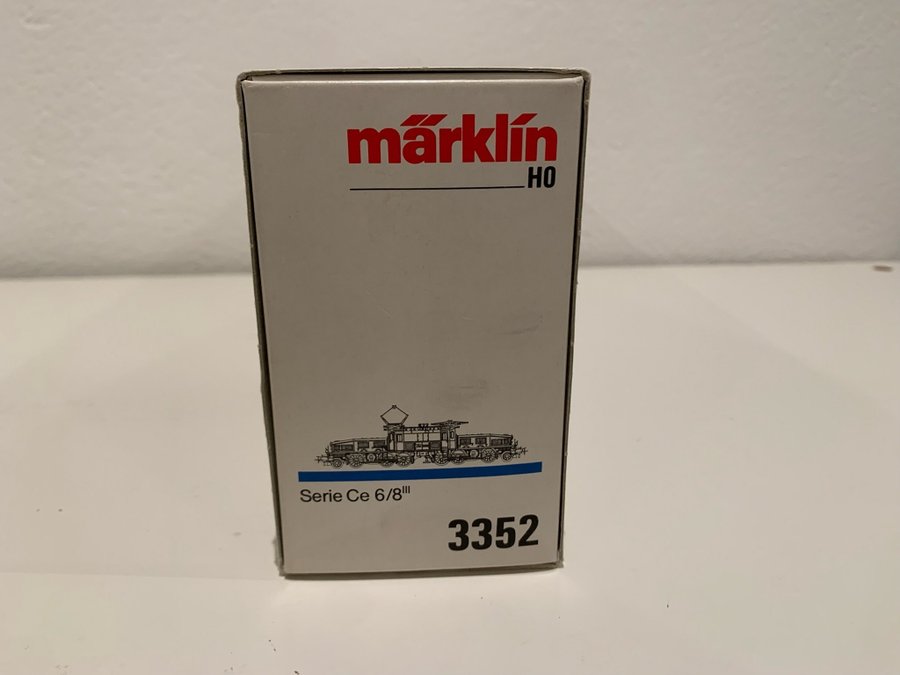 märklin
HO
Serie Ce 6/8ᴵᴵᴵ
3352